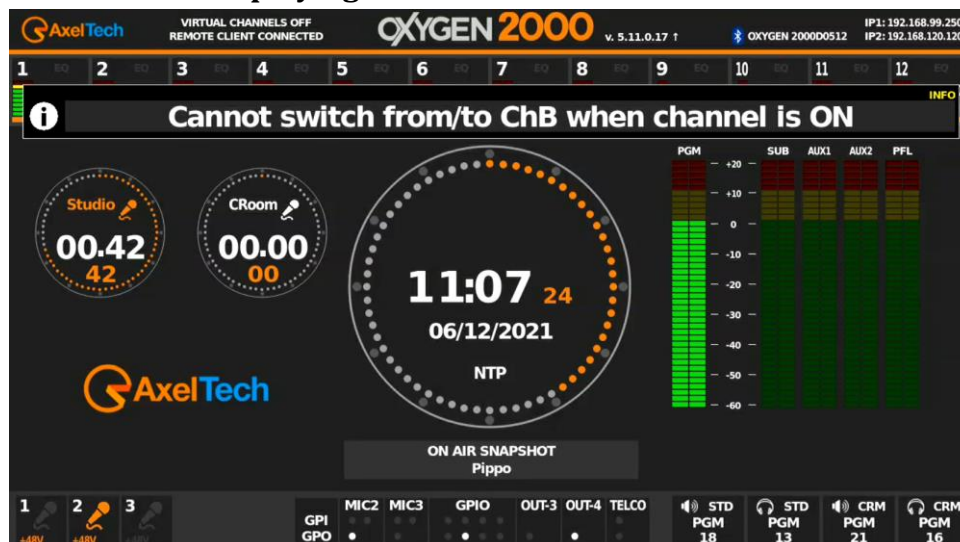 AxelTech
VIRTUAL CHANNELS OFF
REMOTE CLIENT CONNECTED
OXYGEN 2000
v. 5.11.0.17 ↑
OXYGEN 2000D0512
IP1: 192.168.99.250
IP2: 192.168.120.120
1 EQ 2 EQ 3 EQ 4 EQ 5 EQ 6 EQ 7 EQ 8 EQ 9 EQ 10 EQ 11 EQ 12 EQ
INFO
Cannot switch from/to ChB when channel is ON
Studio
00.42
42
CRoom
00.00
00
11:07 24
06/12/2021
NTP
AxelTech
ON AIR SNAPSHOT
Pippo
PGM SUB AUX1 AUX2 PFL
+20
+10
0
-10
-20
-30
-40
-50
-60
1 2 3
+48V +48V +48V
MIC2 MIC3 GPIO OUT-3 OUT-4 TELCO
GPI
GPO
STD
PGM
18
STD
PGM
13
CRM
PGM
21
CRM
PGM
16